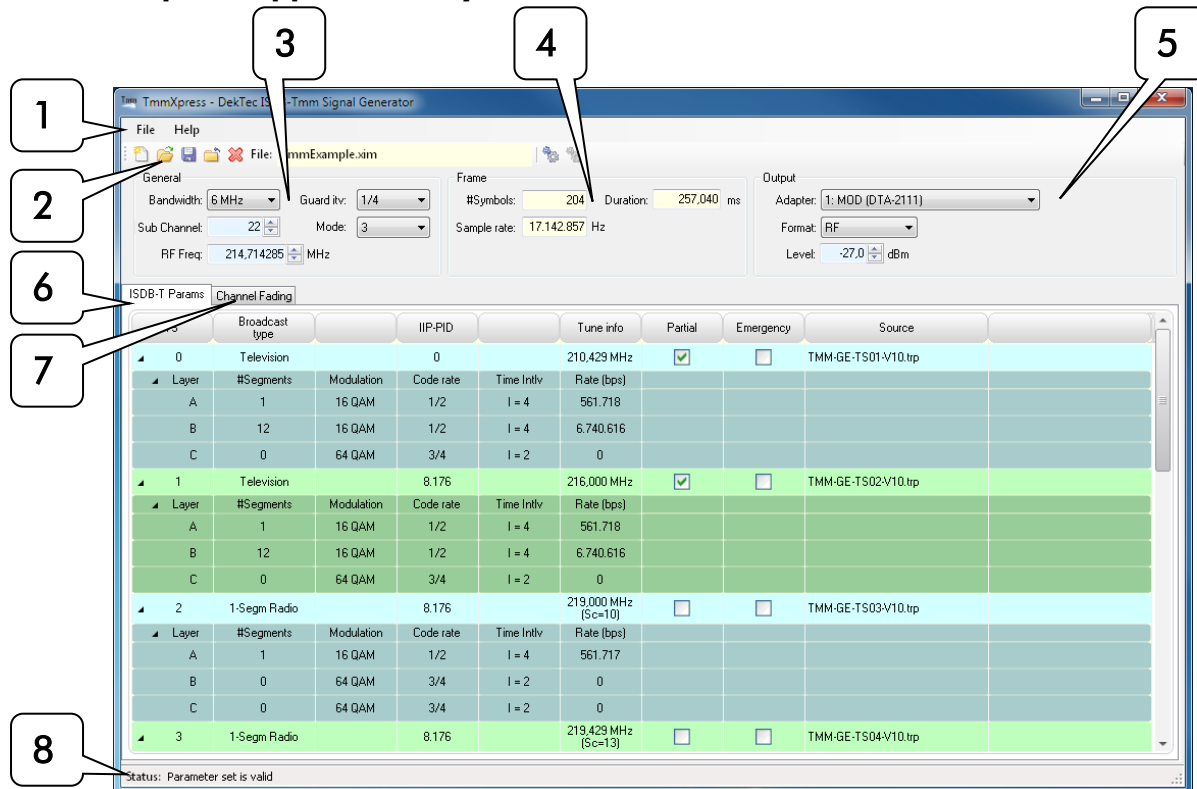 3 4 5
1
TmmXpress - DekTec IS -Tmm Signal Generator
File Help
File: mmExample.xim
2
General Frame Output
Bandwidth: 6 MHz Guard itv: 1/4 #Symbols: 204 Duration: 257,040 ms Adapter: 1: MOD (DTA-2111)
Sub Channel: 22 Mode: 3 Sample rate: 17.142.857 Hz Format: RF
RF Freq: 214,714285 MHz Level: -27,0 dBm
6
ISDB-T Params Channel Fading
7
Broadcast type IIP-PID Tune info Partial Emergency Source
0 Television 0 210,429 MHz TMM-GE-TS01-V10.trp
Layer #Segments Modulation Code rate Time Intlv Rate (bps)
A 1 16 QAM 1/2 I = 4 561.718
B 12 16 QAM 1/2 I = 4 6.740.616
C 0 64 QAM 3/4 I = 2 0
1 Television 8.176 216,000 MHz TMM-GE-TS02-V10.trp
Layer #Segments Modulation Code rate Time Intlv Rate (bps)
A 1 16 QAM 1/2 I = 4 561.718
B 12 16 QAM 1/2 I = 4 6.740.616
C 0 64 QAM 3/4 I = 2 0
2 1-Segm Radio 8.176 219,000 MHz (Sc=10) TMM-GE-TS03-V10.trp
Layer #Segments Modulation Code rate Time Intlv Rate (bps)
A 1 16 QAM 1/2 I = 4 561.717
B 0 64 QAM 3/4 I = 2 0
C 0 64 QAM 3/4 I = 2 0
3 1-Segm Radio 8.176 219,429 MHz (Sc=13) TMM-GE-TS04-V10.trp
8
Status: Parameter set is valid